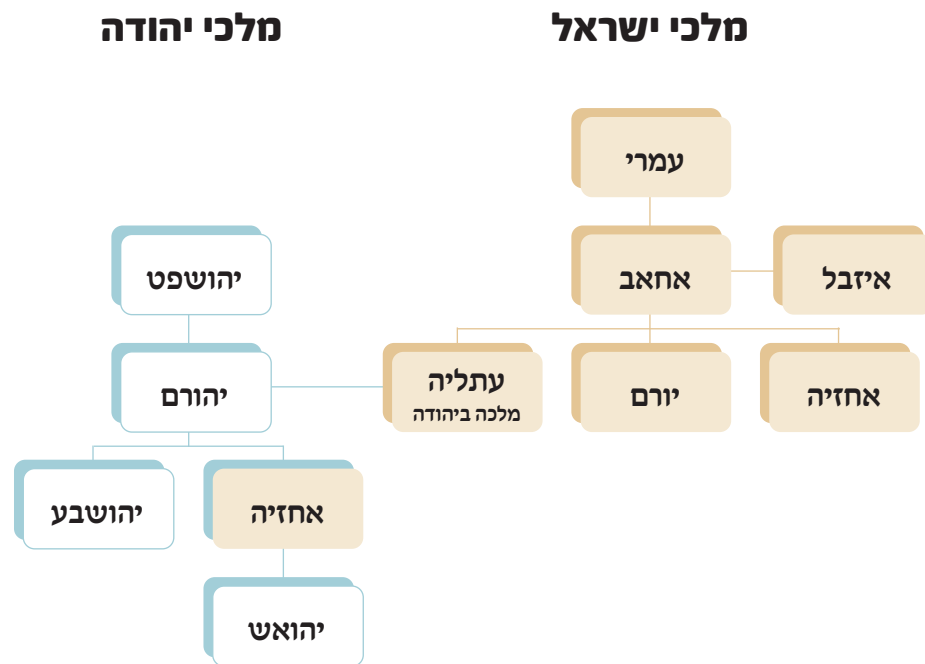 מלכי ישראל
מלכי יהודה
עמרי
איזבל
אחאב
יהושפט
אחזיה
יורם
עתליה
מלכה ביהודה
יהורם
אחזיה
יהושבע
יהואש